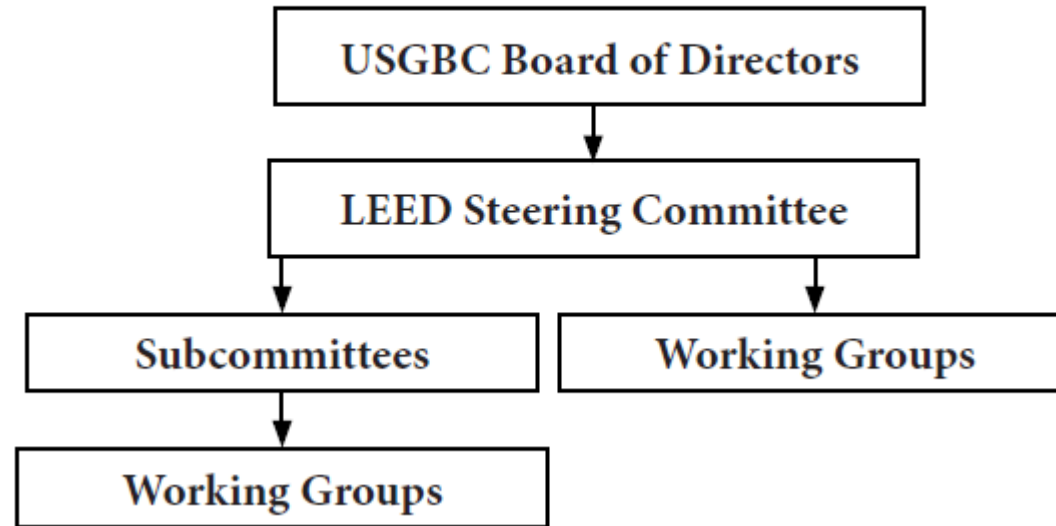 USGBC Board of Directors
LEED Steering Committee
Subcommittees
Working Groups
Working Groups